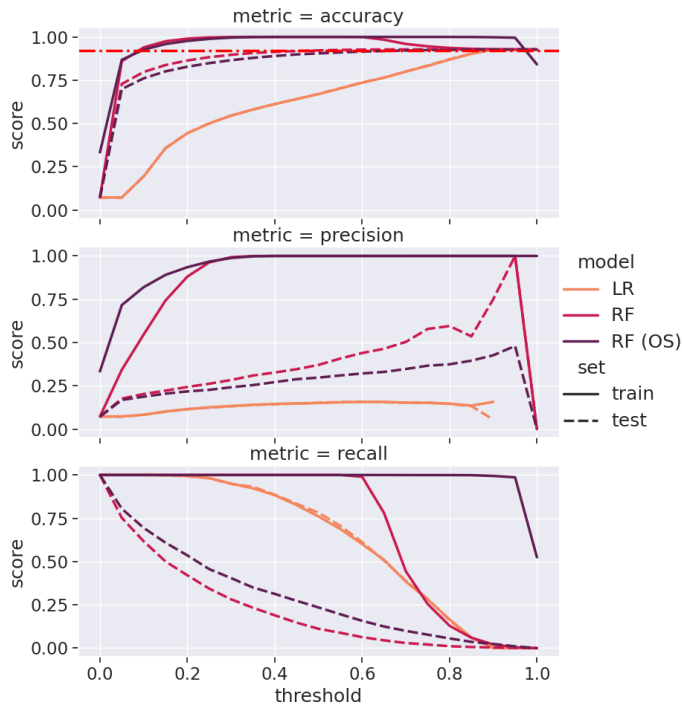 metric = accuracy
1.00
0.75
0.50
0.25
0.00
score
metric = precision
1.00
0.75
0.50
0.25
0.00
score
model
LR
RF
RF (OS)
set
train
test
metric = recall
1.00
0.75
0.50
0.25
0.00
score
0.0 0.2 0.4 0.6 0.8 1.0
threshold